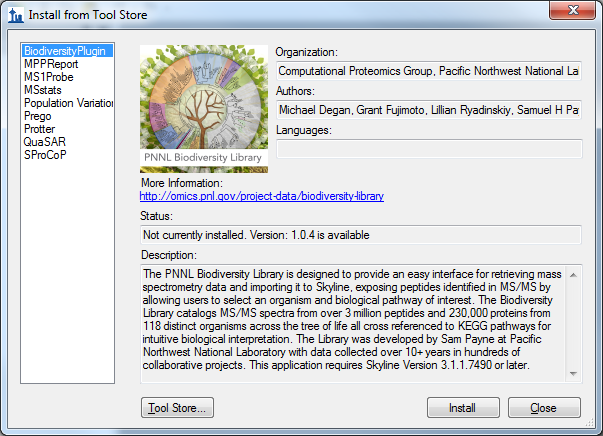 Install from Tool Store
BiodiversityPlugin
MPPReport
MS1Probe
MSstats
Population Variation
Prego
Protter
QuaSAR
SProCoP
PNNL Biodiversity Library
Organization:
Computational Proteomics Group, Pacific Northwest National La
Authors:
Michael Degan, Grant Fujimoto, Lillian Ryadinskiy, Samuel H Pa
Languages:
More Information:
http://omics.pnl.gov/project-data/biodiversity-library
Status:
Not currently installed. Version: 1.0.4 is available
Description:
The PNNL Biodiversity Library is designed to provide an easy interface for retrieving mass
spectrometry data and importing it to Skyline, exposing peptides identified in MS/MS by
allowing users to select an organism and biological pathway of interest. The Biodiversity
Library catalogs MS/MS spectra from over 3 million peptides and 230,000 proteins from
118 distinct organisms across the tree of life all cross referenced to KEGG pathways for
intuitive biological interpretation. The Library was developed by Sam Payne at Pacific
Northwest National Laboratory with data collected over 10+ years in hundreds of
collaborative projects. This application requires Skyline Version 3.1.1.7490 or later.
Tool Store...
Install
Close